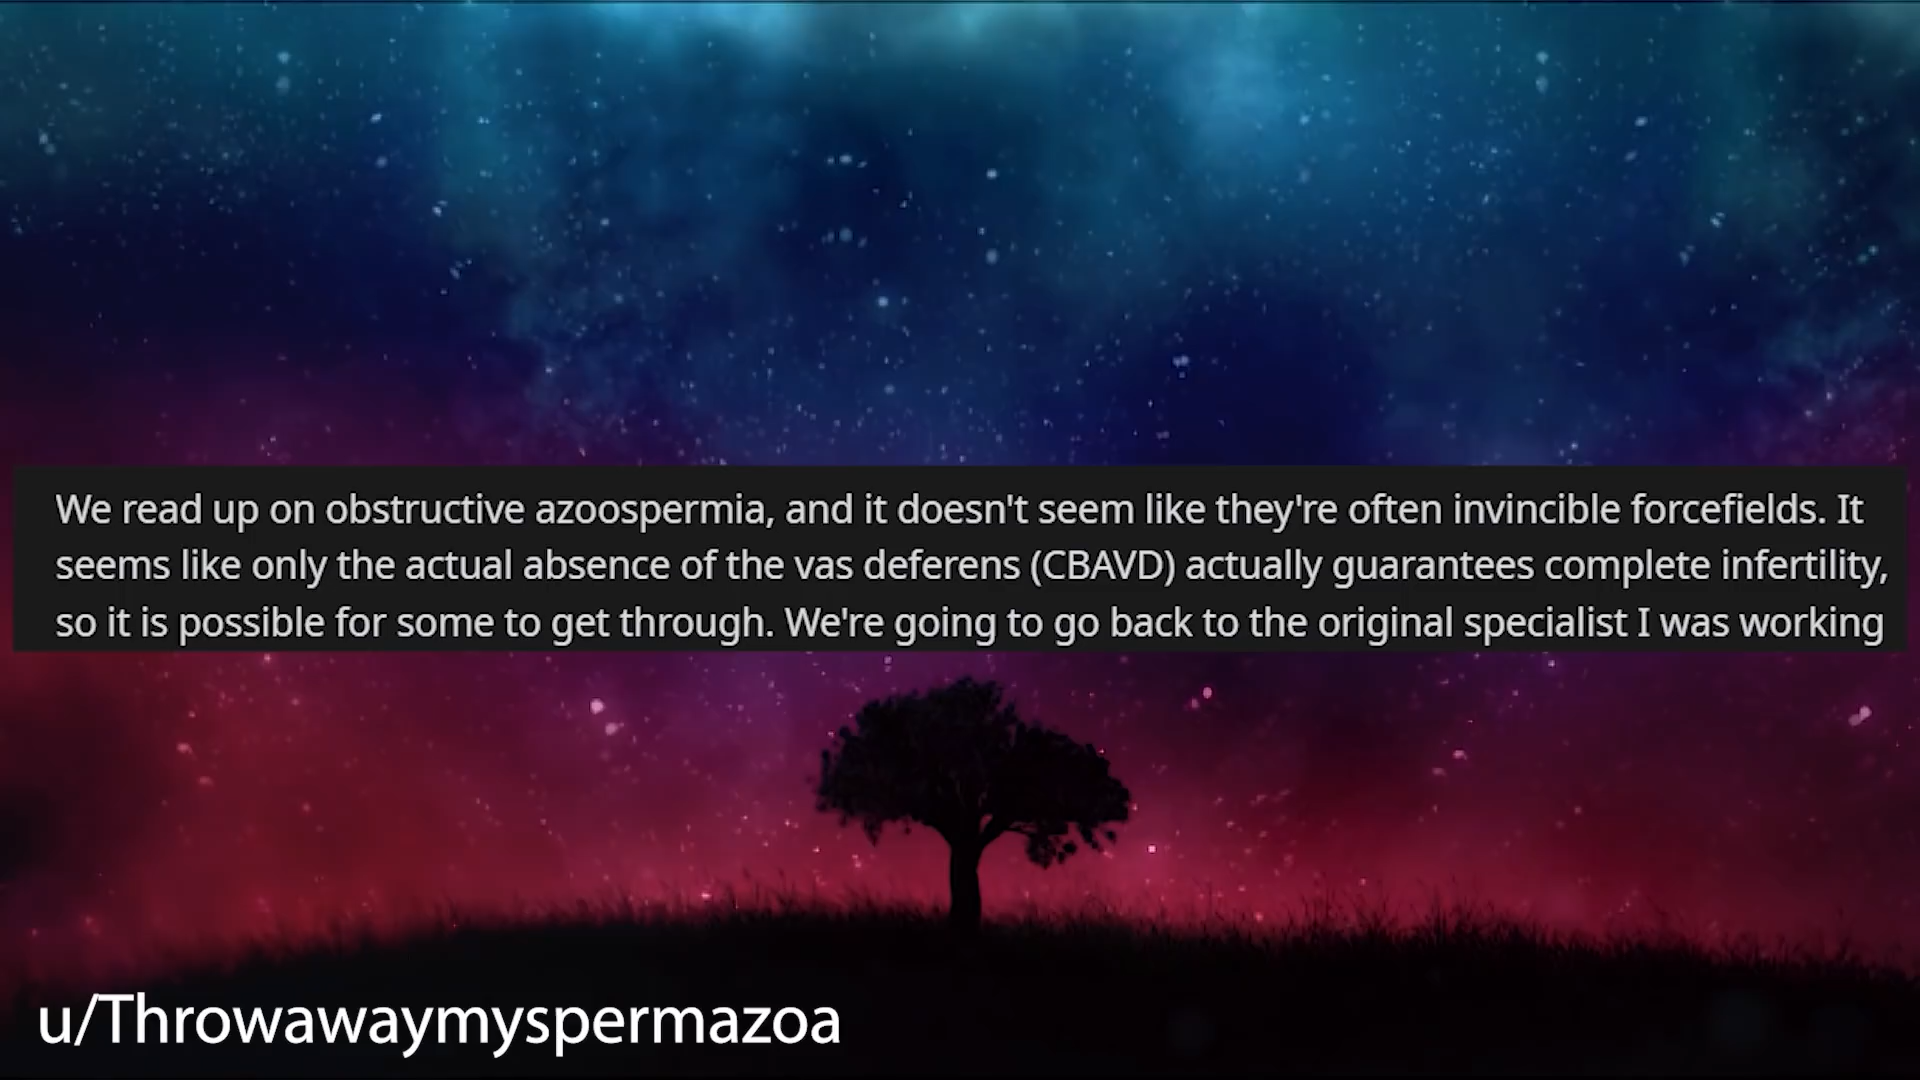 We read up on obstructive azoospermia, and it doesn't seem like they're often invincible forcefields. It
seems like only the actual absence of the vas deferens (CBAVD) actually guarantees complete infertility,
so it is possible for some to get through. We're going to go back to the original specialist I was working
u/Throwawaymyspermazoa